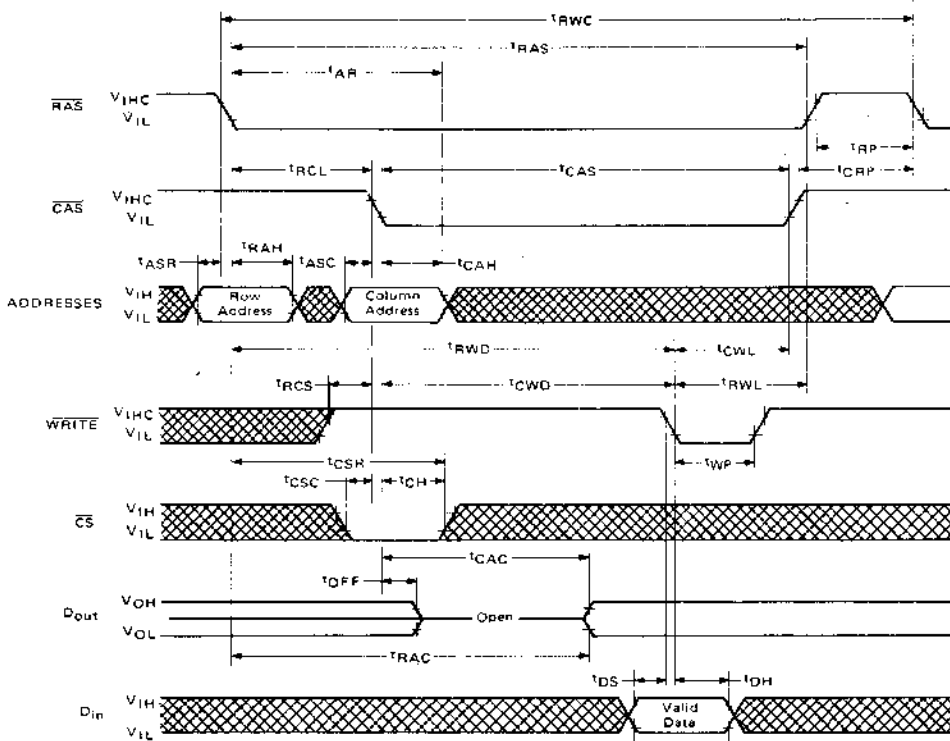 tRWC
tRAS
tAR
RAS VIHC
VIL
tRP
tRCL tCAS tCRP
CAS VIHC
VIL
tASR tRAH tASC tCAH
ADDRESSES VIH
VIL
Row Address
Column Address
tRWD tCWL
tRCS tCWD tRWL
WRITE VIHC
VIL
tWP
tCSR
tCSC tCH
CS VIH
VIL
tCAC
tOFF
Dout VOH
VOL
Open
tRAC
tDS tDH
Din VIH
VIL
Valid Data